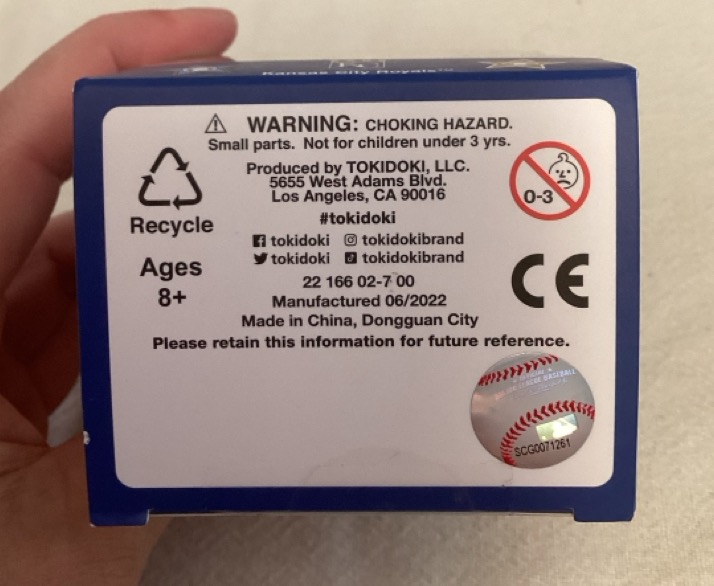 Kansas City Royals™
WARNING: CHOKING HAZARD.
Small parts. Not for children under 3 yrs.
Produced by TOKIDOKI, LLC.
5655 West Adams Blvd.
Los Angeles, CA 90016
#tokidoki
tokidoki tokidokibrand
tokidoki tokidokibrand
22 166 02-7 00
Manufactured 06/2022
Made in China, Dongguan City
Please retain this information for future reference.
Recycle
Ages
8+
0-3
CE
BASEBALL
SCG0071261